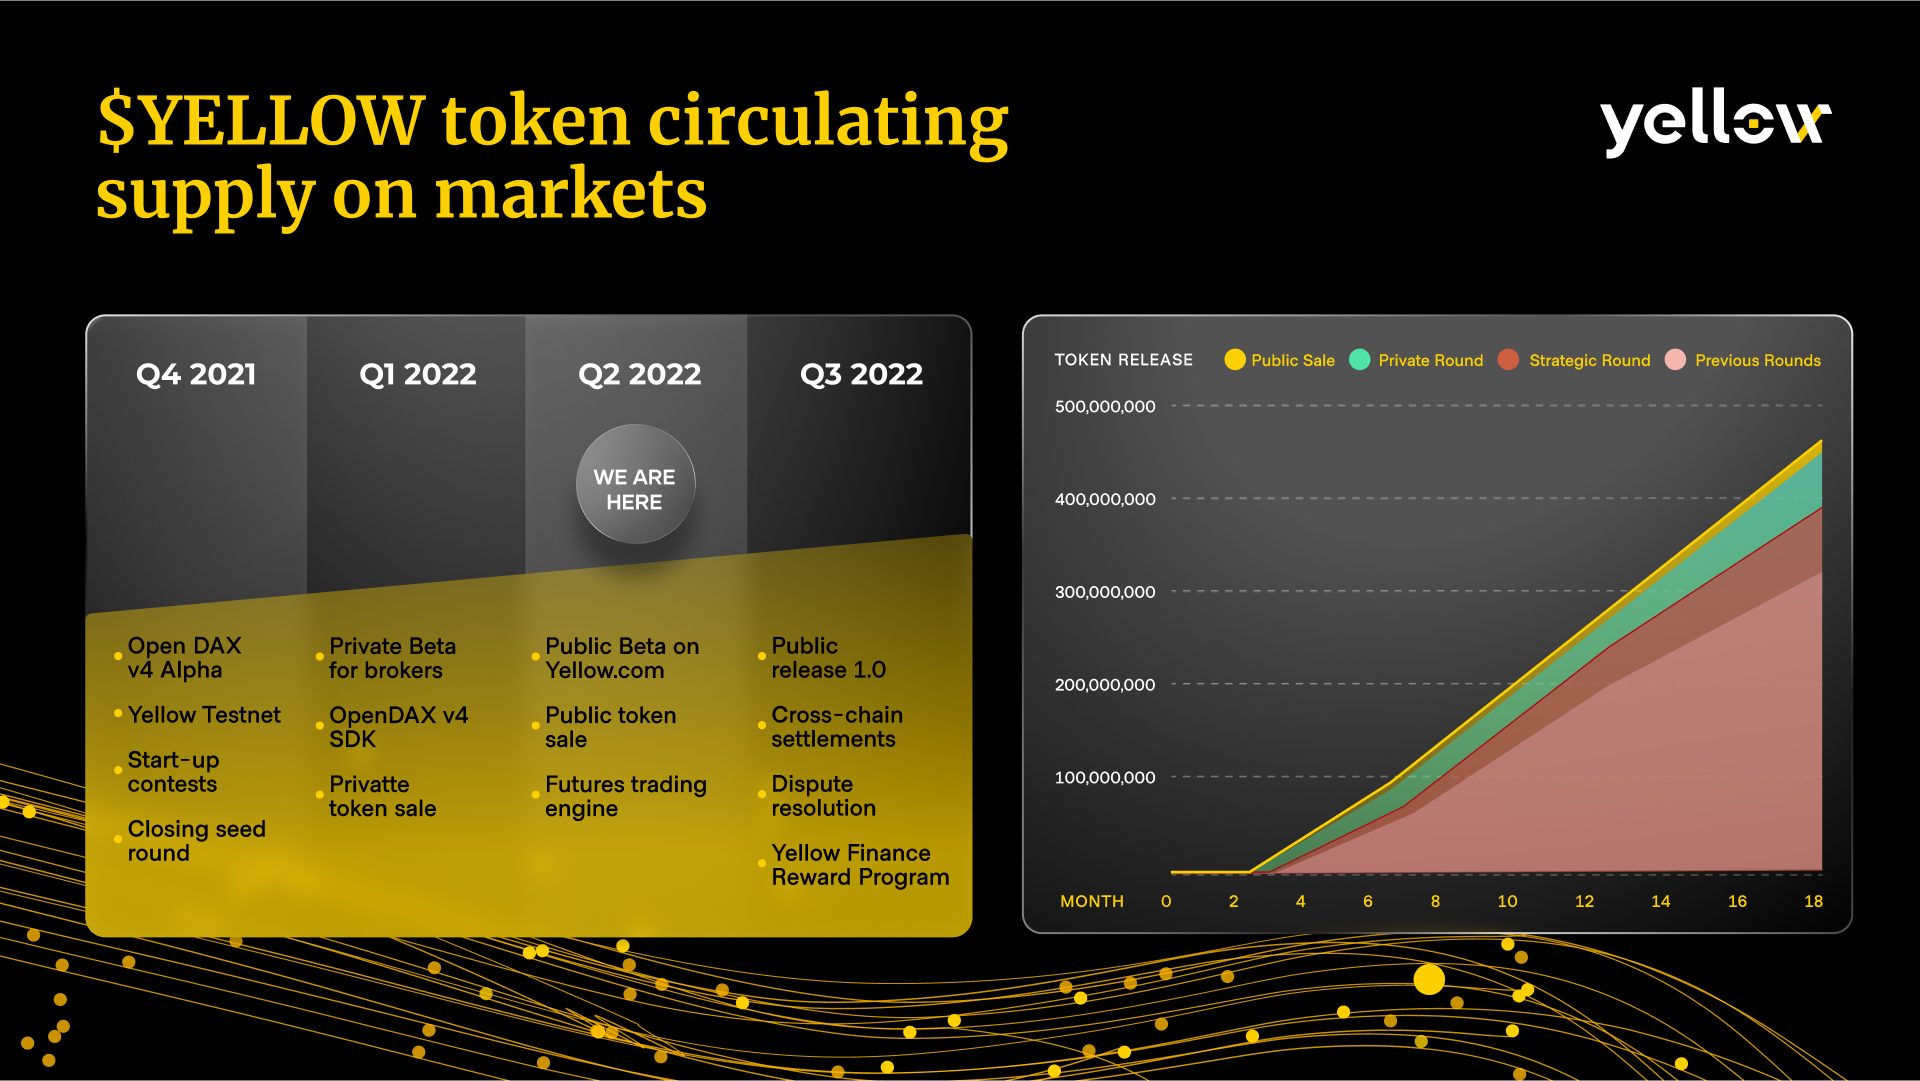 $YELLOW token circulating
supply on markets
yellow
Q4 2021
Open DAX
v4 Alpha
Yellow Testnet
Start-up
contests
Closing seed
round
Q1 2022
Private Beta
for brokers
OpenDAX v4
SDK
Privatte
token sale
Q2 2022
WE ARE
HERE
Public Beta on
Yellow.com
Public token
sale
Futures trading
engine
Q3 2022
Public
release 1.0
Cross-chain
settlements
Dispute
resolution
Yellow Finance
Reward Program
TOKEN RELEASE Public Sale Private Round Strategic Round Previous Rounds
500,000,000
400,000,000
300,000,000
200,000,000
100,000,000
MONTH 0 2 4 6 8 10 12 14 16 18